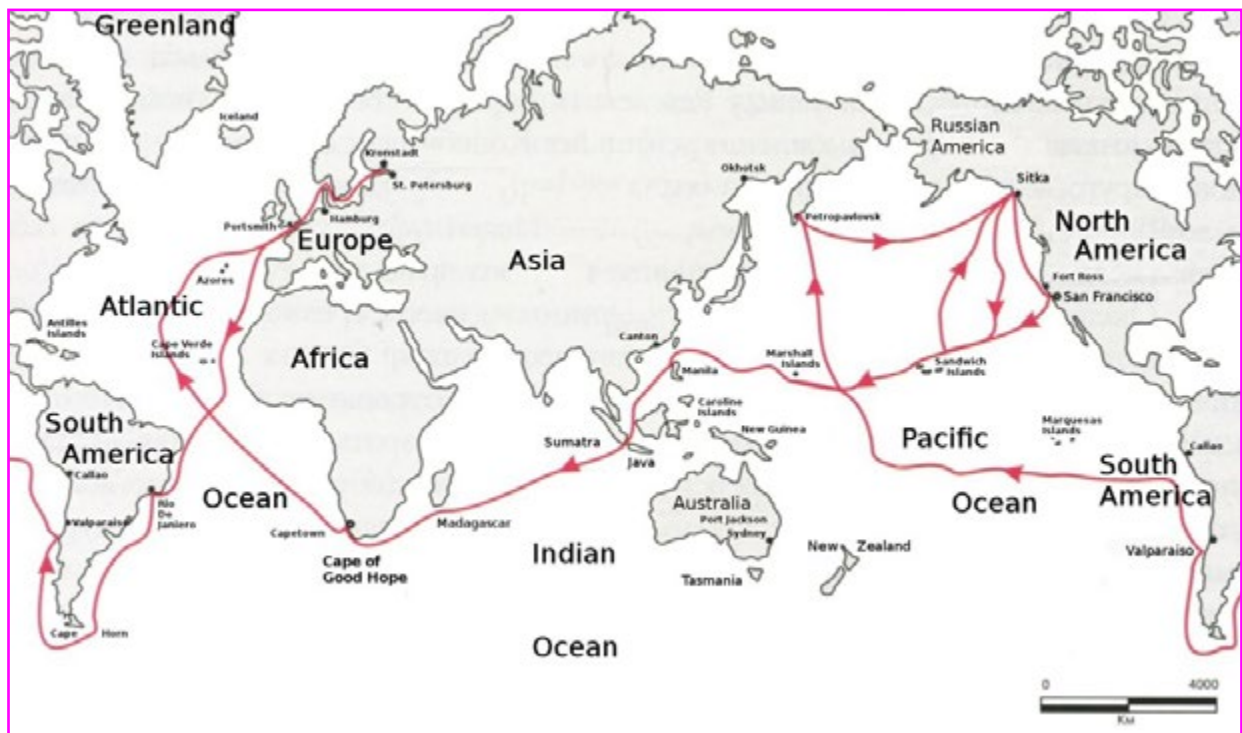 Greenland
Iceland
Kronstadt
St. Petersburg
Hamburg
Portsmith
Europe
Azores
Atlantic
Antilles
Islands
Cape Verde
Islands
Africa
South
America
Callao
Ocean
Rio
De
Janiero
Valparaiso
Cape Horn
Capetown
Cape of
Good Hope
Madagascar
Asia
Okhotsk
Petropavlovsk
Canton
Manila
Marshall
Islands
Caroline
Islands
New Guinea
Sumatra
Java
Australia
Port Jackson
Sydney
Tasmania
New Zealand
Indian
Ocean
Russian
America
Sitka
North
America
Fort Ross
San Francisco
Sandwich
Islands
Marquesas
Islands
Pacific
Ocean
Callao
South
America
Valparaiso
0 4000
Км